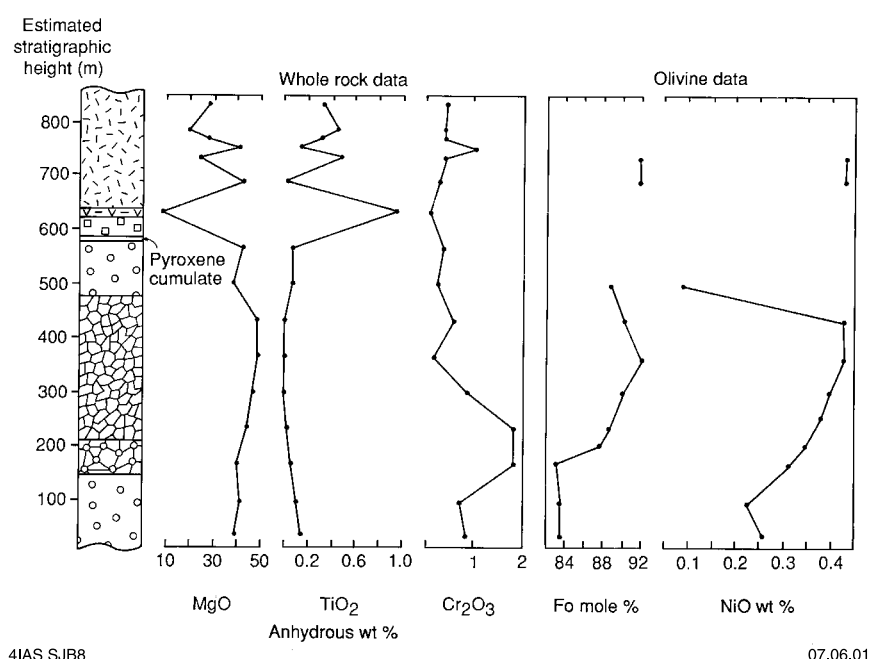 Estimated
stratigraphic
height (m)
Whole rock data
Olivine data
800
700
600
500
400
300
200
100
Pyroxene
cumulate
10 30 50
0.2 0.6 1.0
1 2
84 88 92
0.1 0.2 0.3 0.4
MgO
TiO2
Cr2O3
Fo mole %
NiO wt %
Anhydrous wt %
4IAS SJB8
07.06.01